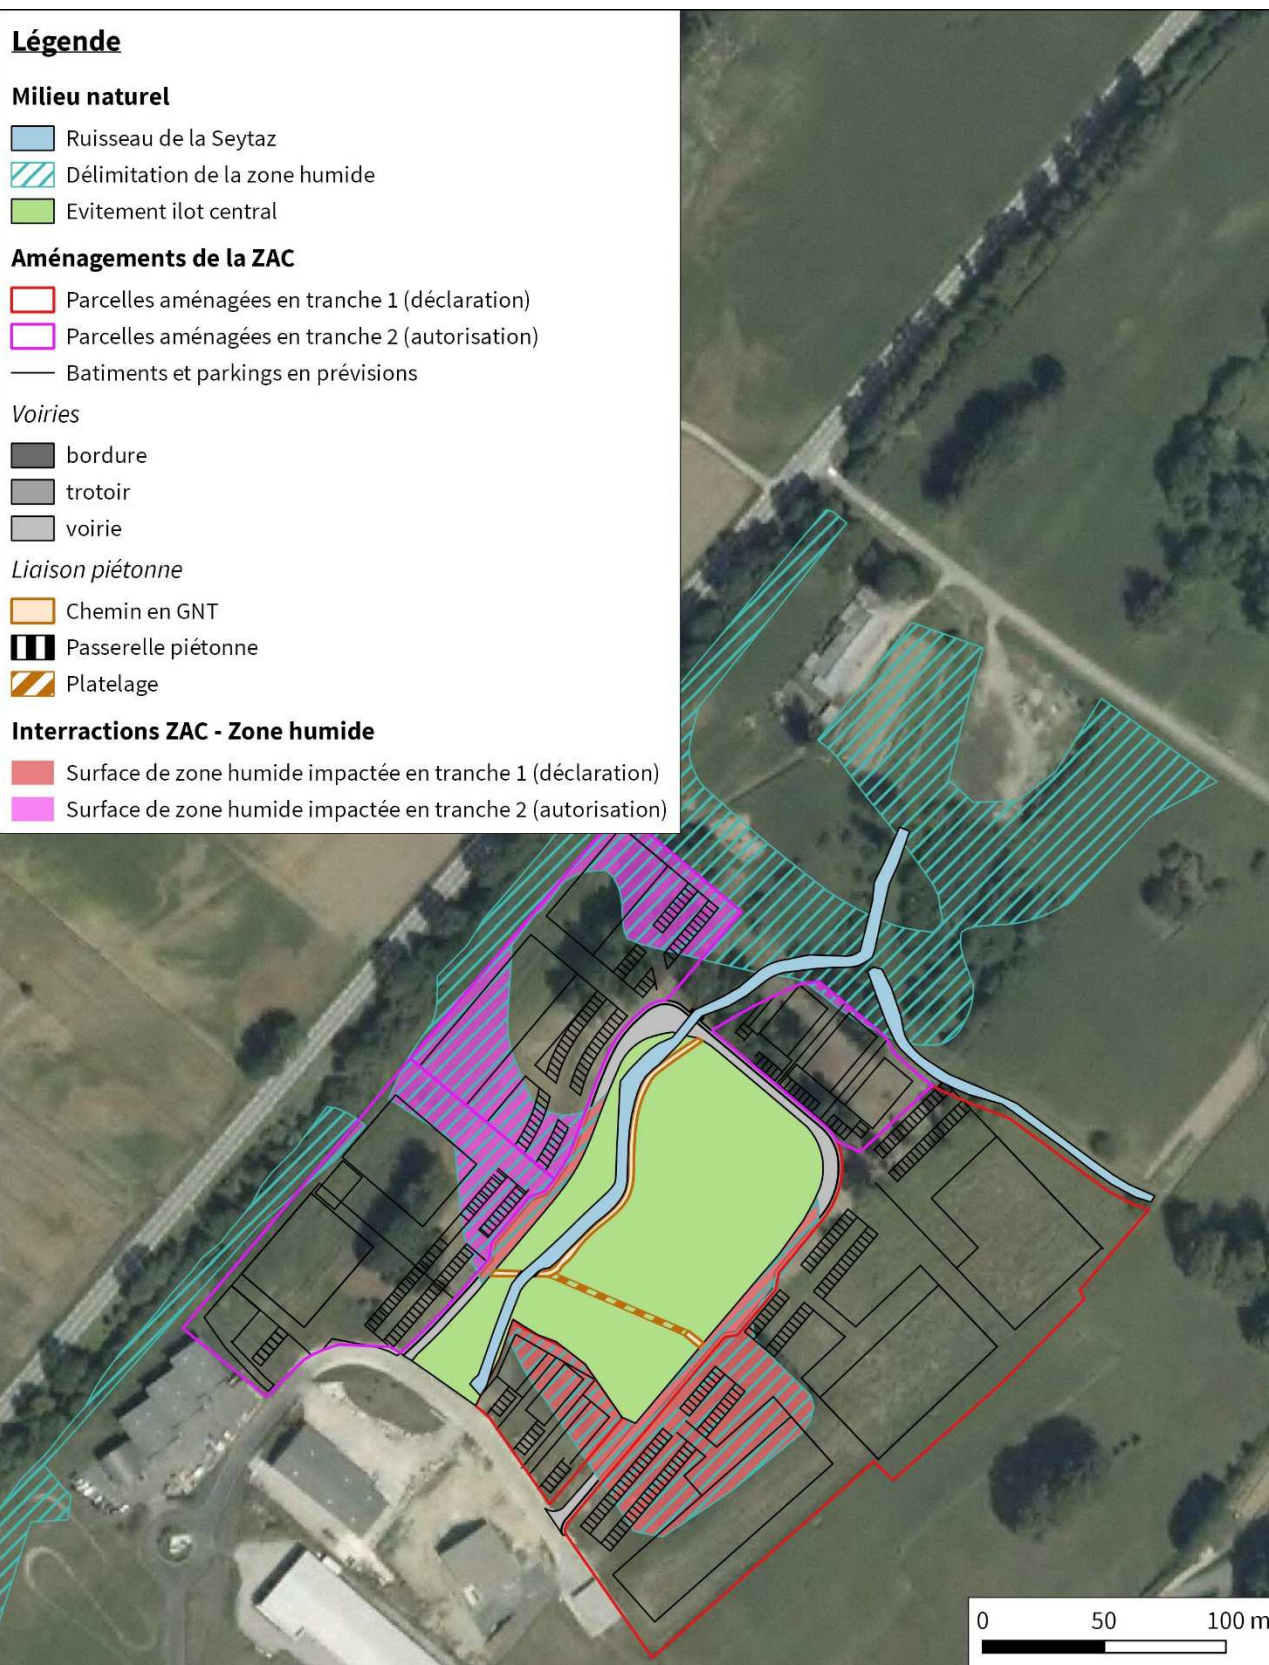 Légende
Milieu naturel
Ruisseau de la Seytaz
Délimitation de la zone humide
Evitement ilot central
Aménagements de la ZAC
Parcelles aménagées en tranche 1 (déclaration)
Parcelles aménagées en tranche 2 (autorisation)
Batiments et parkings en prévisions
Voiries
bordure
trotoir
voirie
Liaison piétonne
Chemin en GNT
Passerelle piétonne
Platelage
Interractions ZAC - Zone humide
Surface de zone humide impactée en tranche 1 (déclaration)
Surface de zone humide impactée en tranche 2 (autorisation)
0 50 100 m